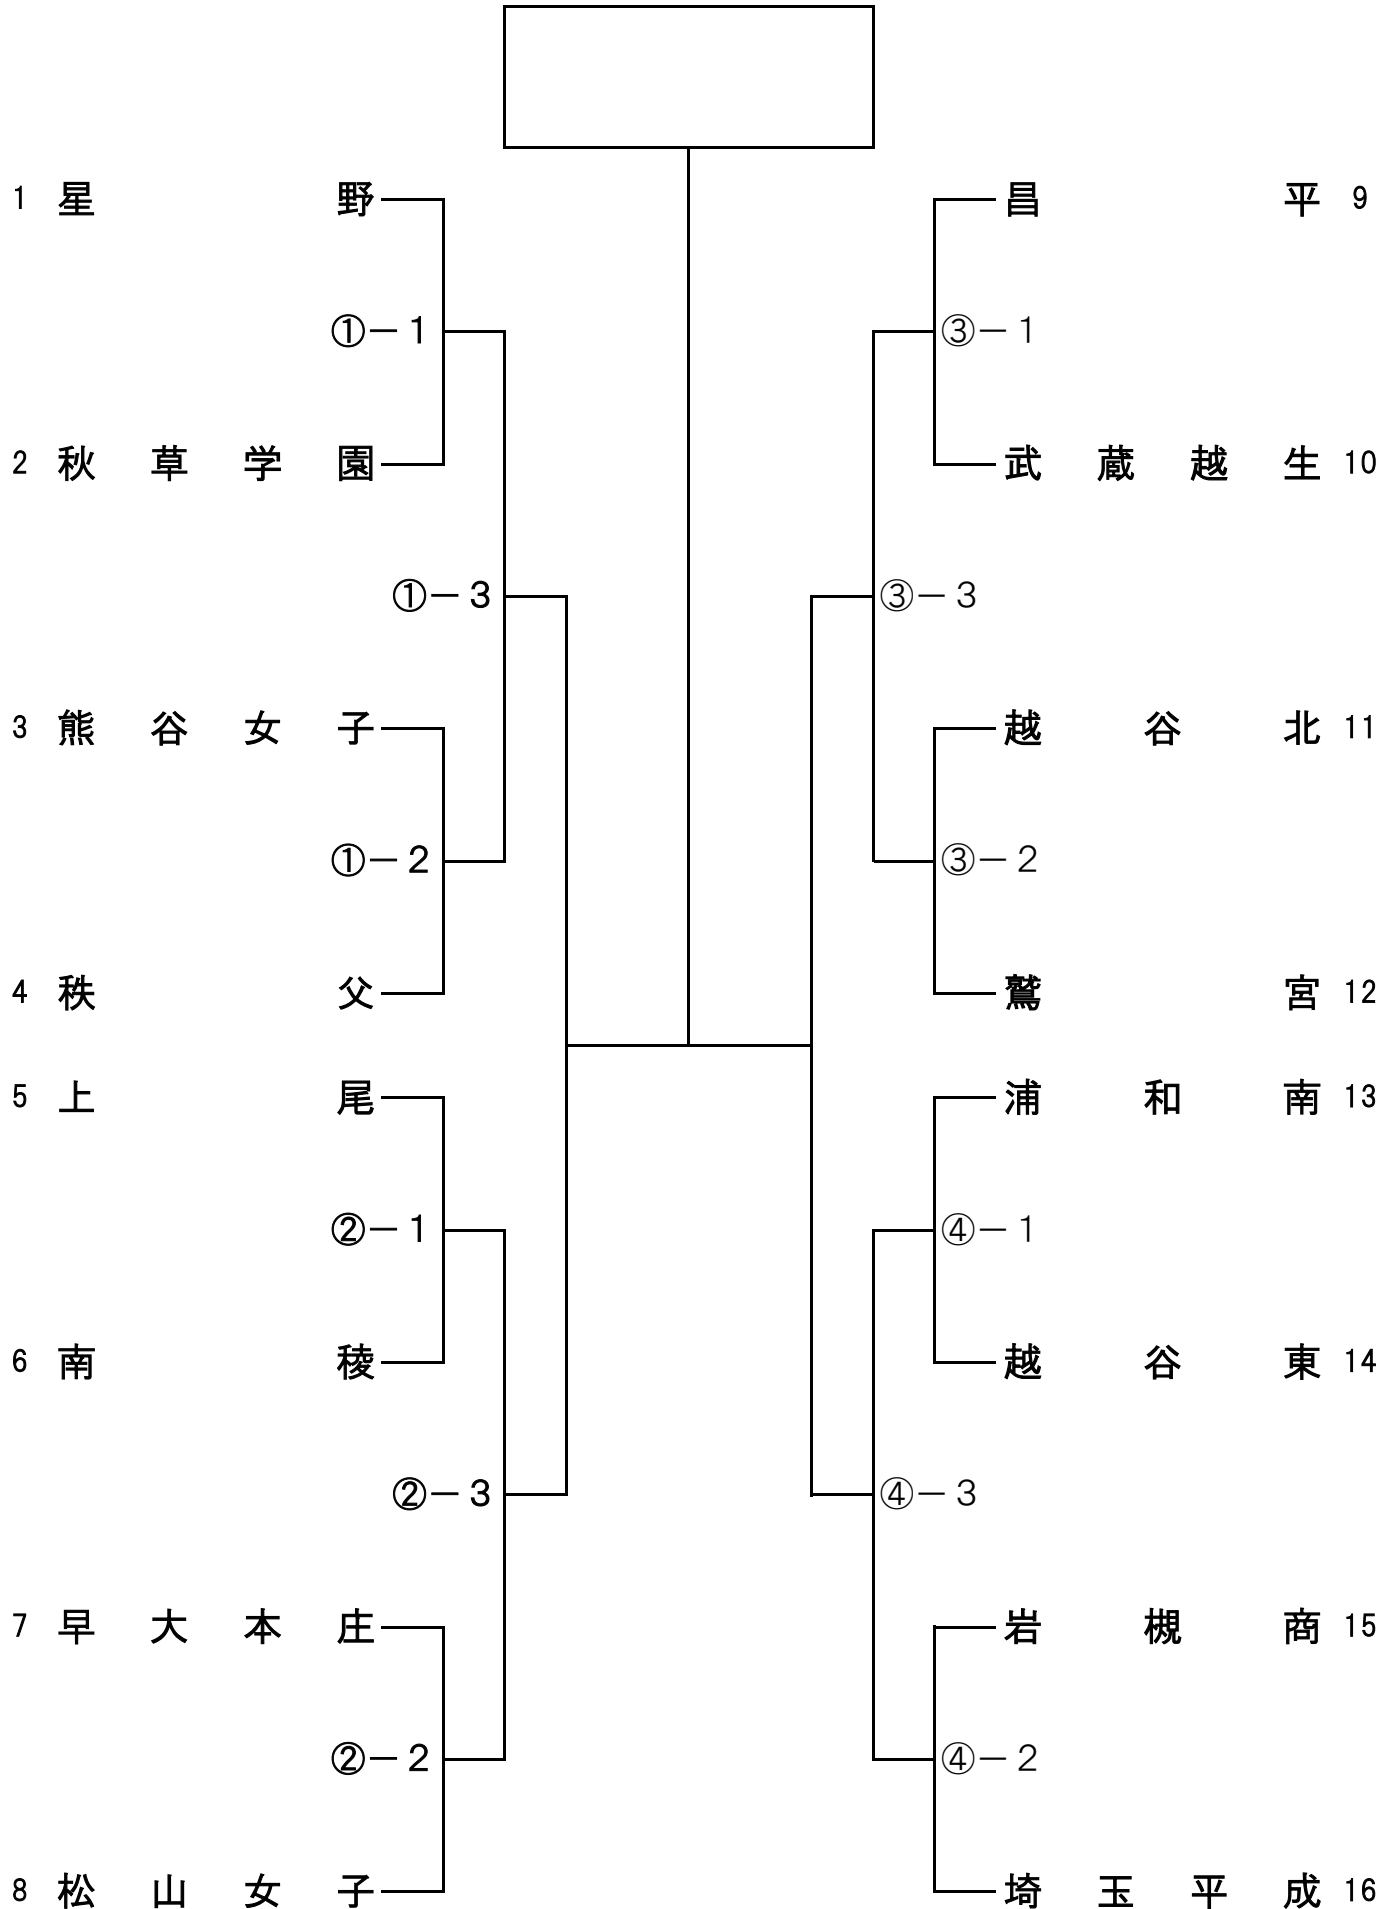 1 星野
①－1
2 秋草学園
①－3
3 熊谷女子
①－2
4 秩父
5 上尾
②－1
6 南稜
②－3
7 早大本庄
②－2
8 松山女子
昌平 9
③－1
武蔵越生 10
③－3
越谷北 11
③－2
鷲宮 12
浦和南 13
④－1
越谷東 14
④－3
岩槻商 15
④－2
埼玉平成 16